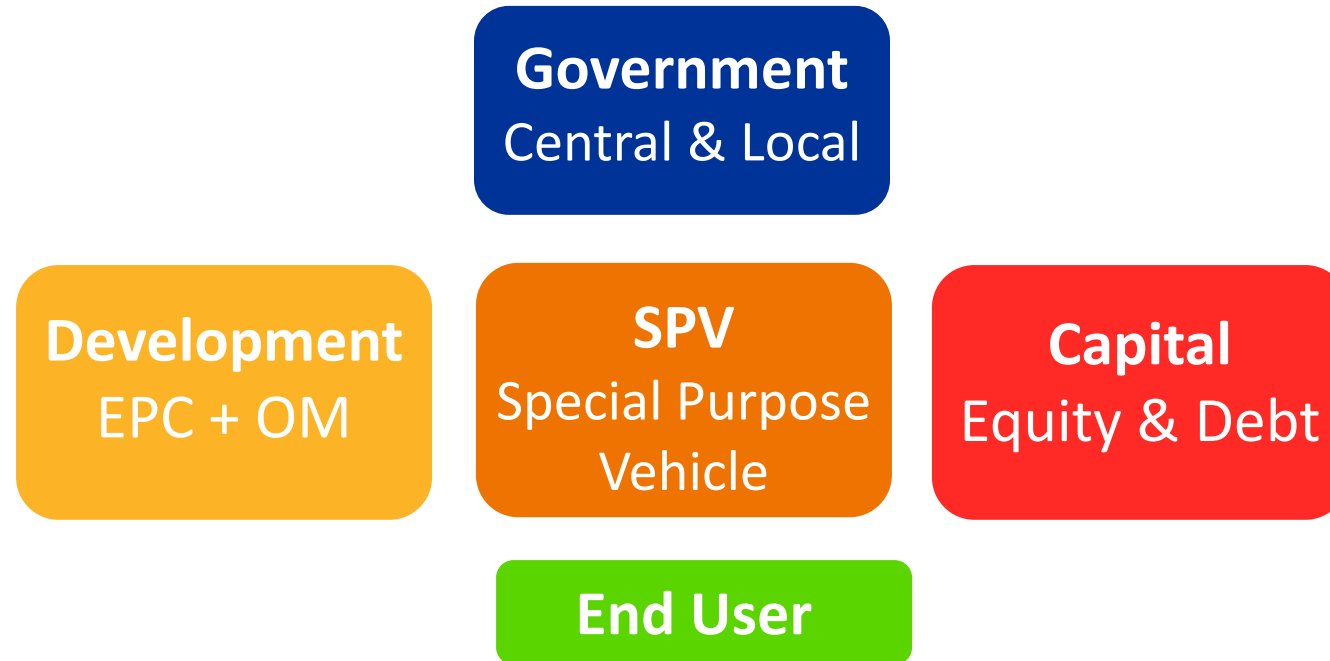 Government
Central & Local
Development
EPC + OM
SPV
Special Purpose
Vehicle
Capital
Equity & Debt
End User